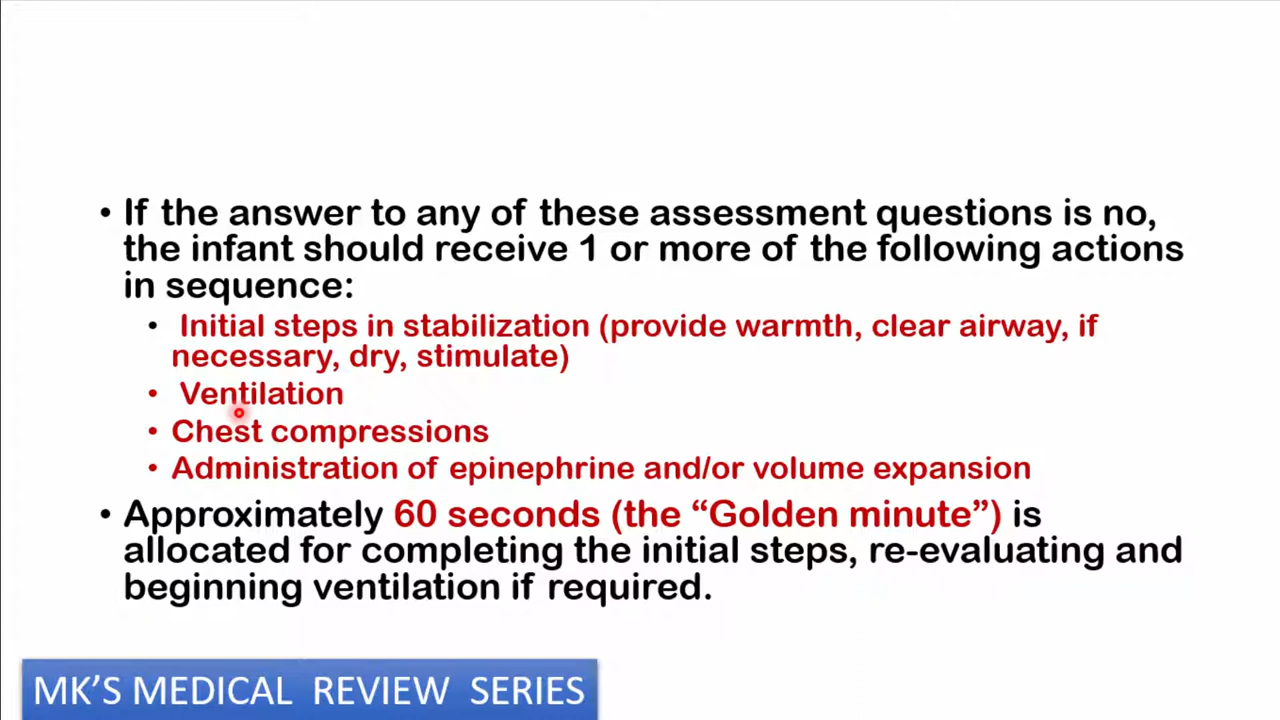 • If the answer to any of these assessment questions is no,
the infant should receive 1 or more of the following actions
in sequence:
• Initial steps in stabilization (provide warmth, clear airway, if
necessary, dry, stimulate)
• Ventilation
• Chest compressions
• Administration of epinephrine and/or volume expansion
• Approximately 60 seconds (the “Golden minute”) is
allocated for completing the initial steps, re-evaluating and
beginning ventilation if required.
MK’S MEDICAL REVIEW SERIES